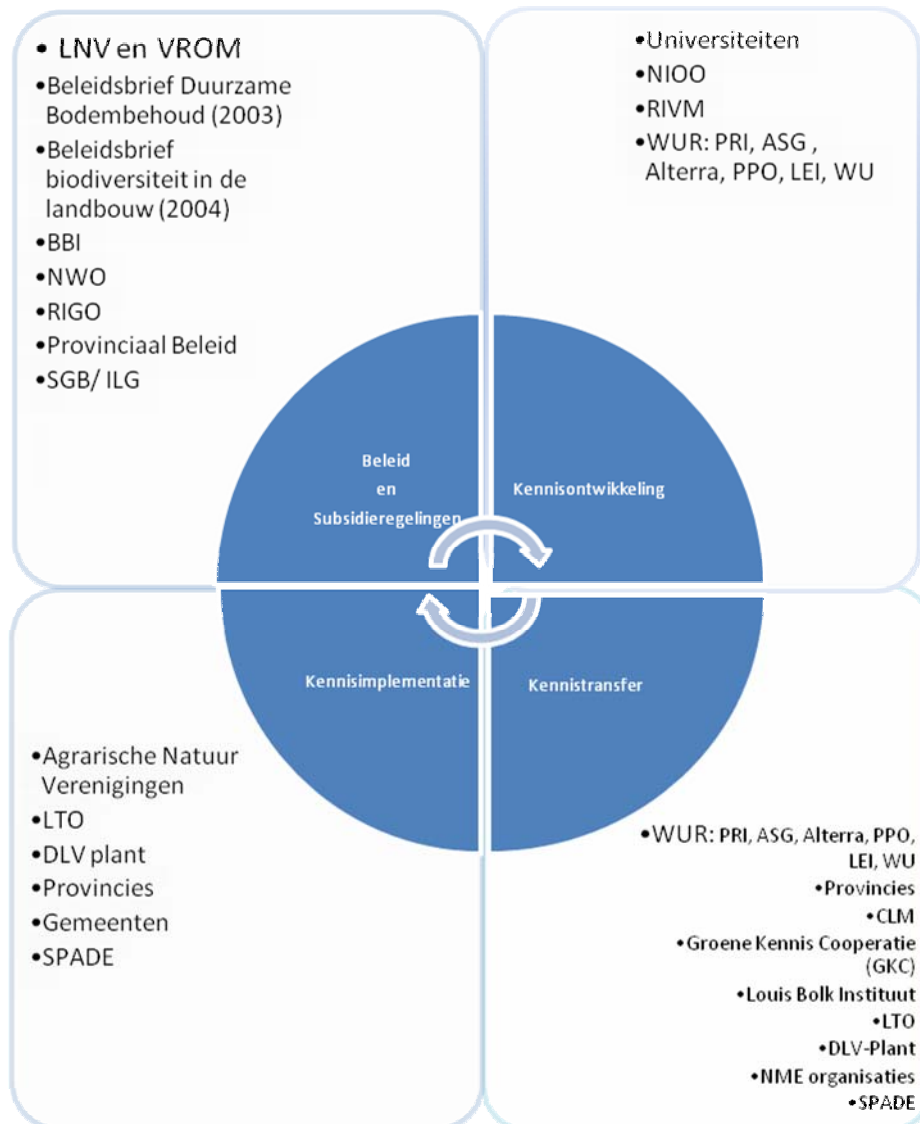 • LNV en VROM
•Beleidsbrief Duurzame
Bodembehoud (2003)
•Beleidsbrief
biodiversiteit in de
landbouw (2004)
•BBI
•NWO
•RIGO
•Provinciaal Beleid
•SGB/ ILG
•Universiteiten
•NIOO
•RIVM
•WUR: PRI, ASG ,
Alterra, PPO, LEI, WU
Beleid
en
Subsidieregelingen
Kennisontwikkeling
Kennisimplementatie
Kennistransfer
•Agrarische Natuur
Verenigingen
•LTO
•DLV plant
•Provincies
•Gemeenten
•SPADE
•WUR: PRI, ASG, Alterra, PPO,
LEI, WU
•Provincies
•CLM
•Groene Kennis Cooperatie
(GKC)
•Louis Bolk Instituut
•LTO
•DLV-Plant
•NME organisaties
•SPADE